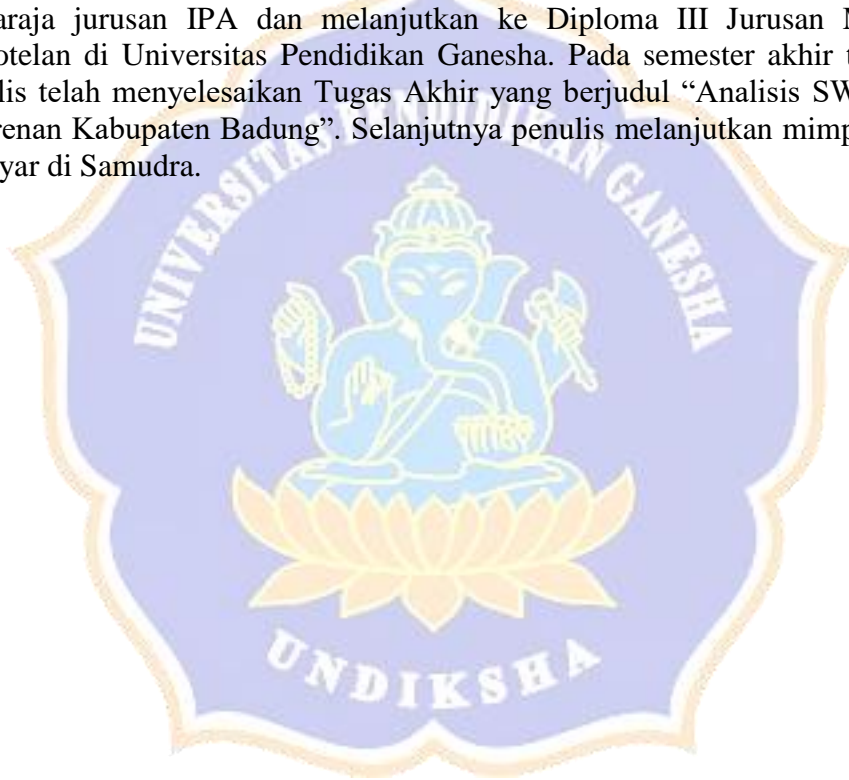 araja jurusan IPA dan melanjutkan ke Diploma III Jurusan
otelan di Universitas Pendidikan Ganesha. Pada semester akhir
lis telah menyelesaikan Tugas Akhir yang berjudul “Analisis SW
renan Kabupaten Badung”. Selanjutnya penulis melanjutkan mimp
yar di Samudra.
UNIVERSITAS PENDIDIKAN GANESHA
UNDIKSHA